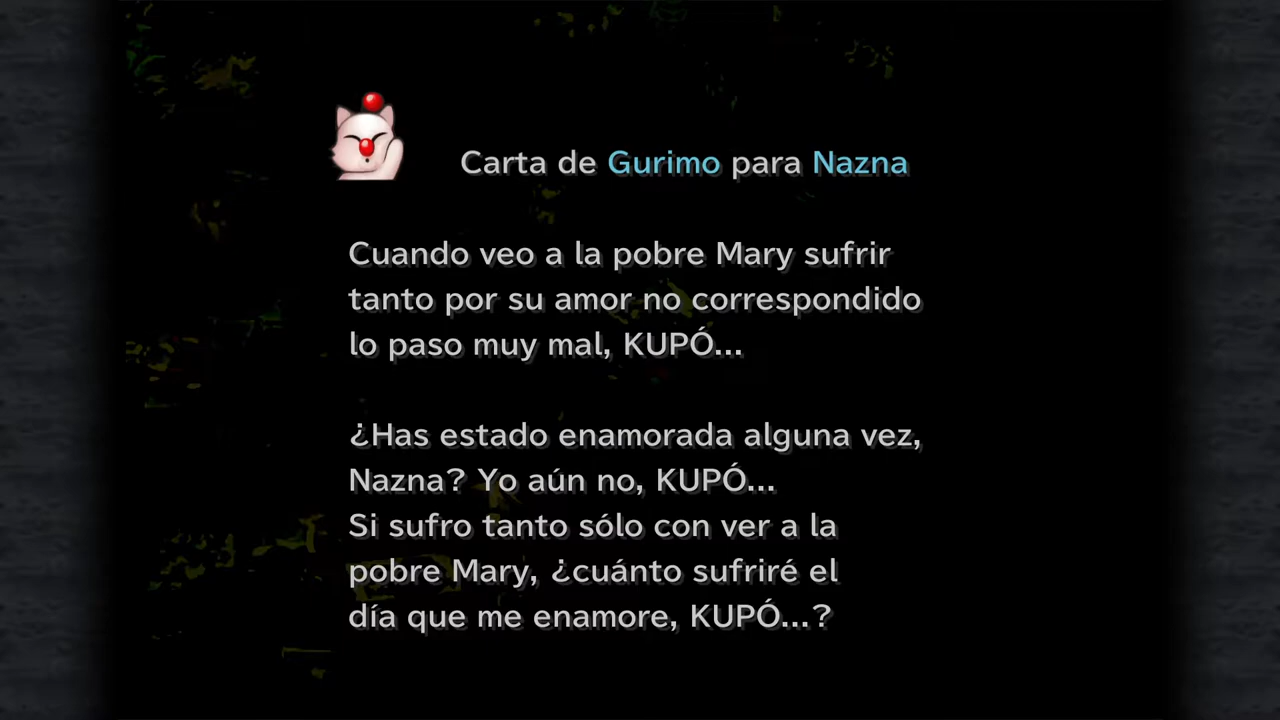 Carta de Gurimo para Nazna
Cuando veo a la pobre Mary sufrir
tanto por su amor no correspondido
lo paso muy mal, KUPÓ...
¿Has estado enamorada alguna vez,
Nazna? Yo aún no, KUPÓ...
Si sufro tanto sólo con ver a la
pobre Mary, ¿cuánto sufriré el
día que me enamore, KUPÓ...?